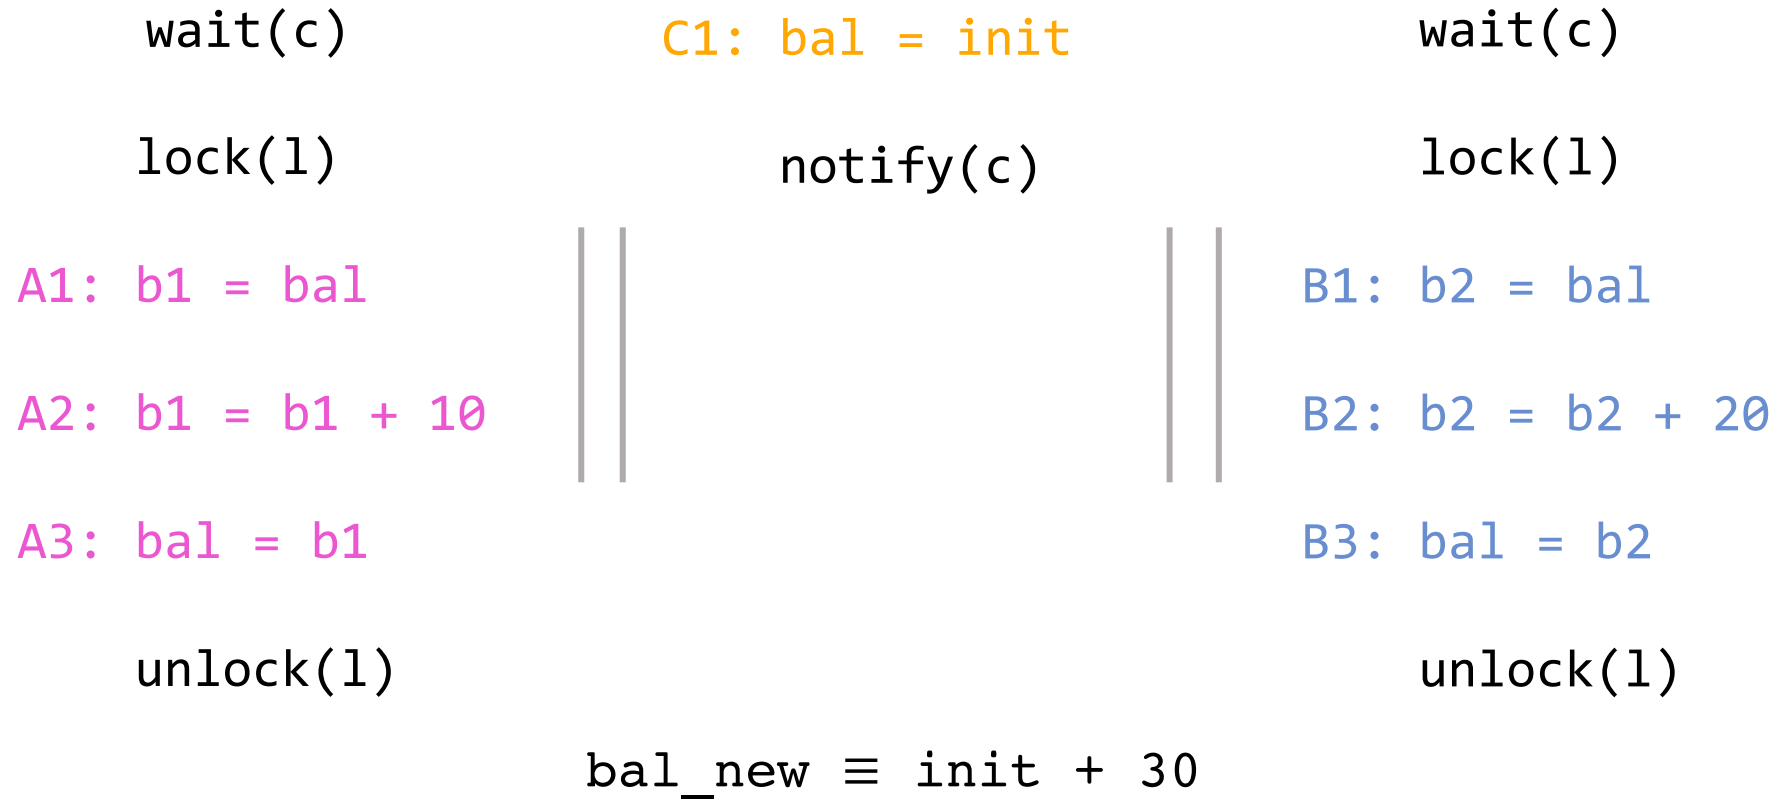 wait(c)
lock(l)
A1: b1 = bal
A2: b1 = b1 + 10
A3: bal = b1
unlock(l)
C1: bal = init
notify(c)
wait(c)
lock(l)
B1: b2 = bal
B2: b2 = b2 + 20
B3: bal = b2
unlock(l)
bal_new ≡ init + 30